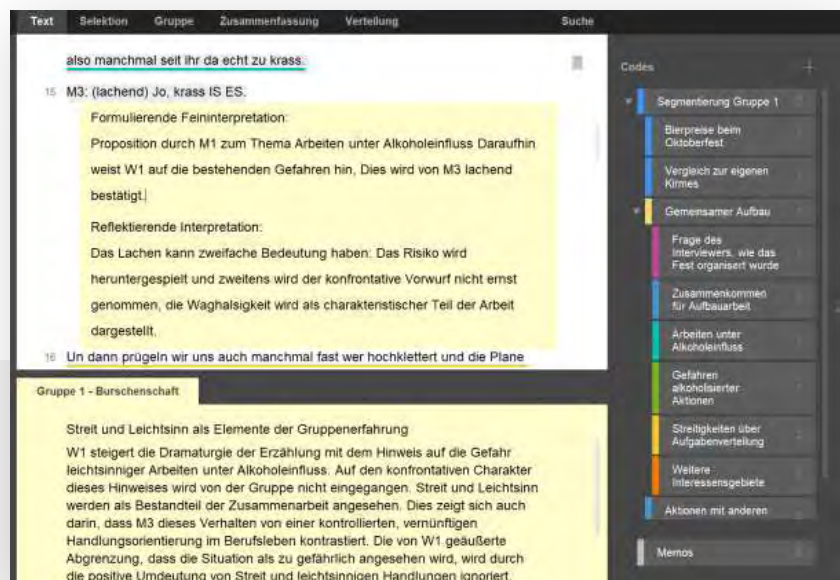 Text Selektion Gruppe Zusammenfassung Verteilung Suche
also manchmal seit ihr da echt zu krass.
15 M3: (lachend) Jo, krass IS ES.
Formulierende Feininterpretation:
Proposition durch M1 zum Thema Arbeiten unter Alkoholeinfluss Daraufhin
weist W1 auf die bestehenden Gefahren hin, Dies wird von M3 lachend
bestätigt.
Reflektierende Interpretation:
Das Lachen kann zweifache Bedeutung haben: Das Risiko wird
heruntergespielt und zweitens wird der konfrontative Vorwurf nicht ernst
genommen, die Waghalsigkeit wird als charakteristischer Teil der Arbeit
dargestellt.
16 Un dann prügeln wir uns auch manchmal fast wer hochklettert und die Plane
Gruppe 1 - Burschenschaft
Streit und Leichtsinn als Elemente der Gruppenerfahrung
W1 steigert die Dramaturgie der Erzählung mit dem Hinweis auf die Gefahr
leichtsinniger Arbeiten unter Alkoholeinfluss. Auf den konfrontativen Charakter
dieses Hinweises wird von der Gruppe nicht eingegangen. Streit und Leichtsinn
werden als Bestandteil der Zusammenarbeit angesehen. Dies zeigt sich auch
darin, dass M3 dieses Verhalten von einer kontrollierten, vernünftigen
Handlungsorientierung im Berufsleben kontrastiert. Die von W1 geäußerte
Abgrenzung, dass die Situation als zu gefährlich angesehen wird, wird durch
die positive Umdeutung von Streit und leichtsinnigen Handlungen ignoriert.
Codes
Segmentierung Gruppe 1
Bierpreise beim
Oktoberfest
Vergleich zur eigenen
Kirmes
Gemeinsamer Aufbau
Frage des
Interviewers, wie das
Fest organisiert wurde
Zusammenkommen
für Aufbauarbeit
Arbeiten unter
Alkoholeinfluss
Gefahren
alkoholisierter
Aktionen
Streitigkeiten über
Aufgabenverteilung
Weitere
Interessensgebiete
Aktionen mit anderen
Memos